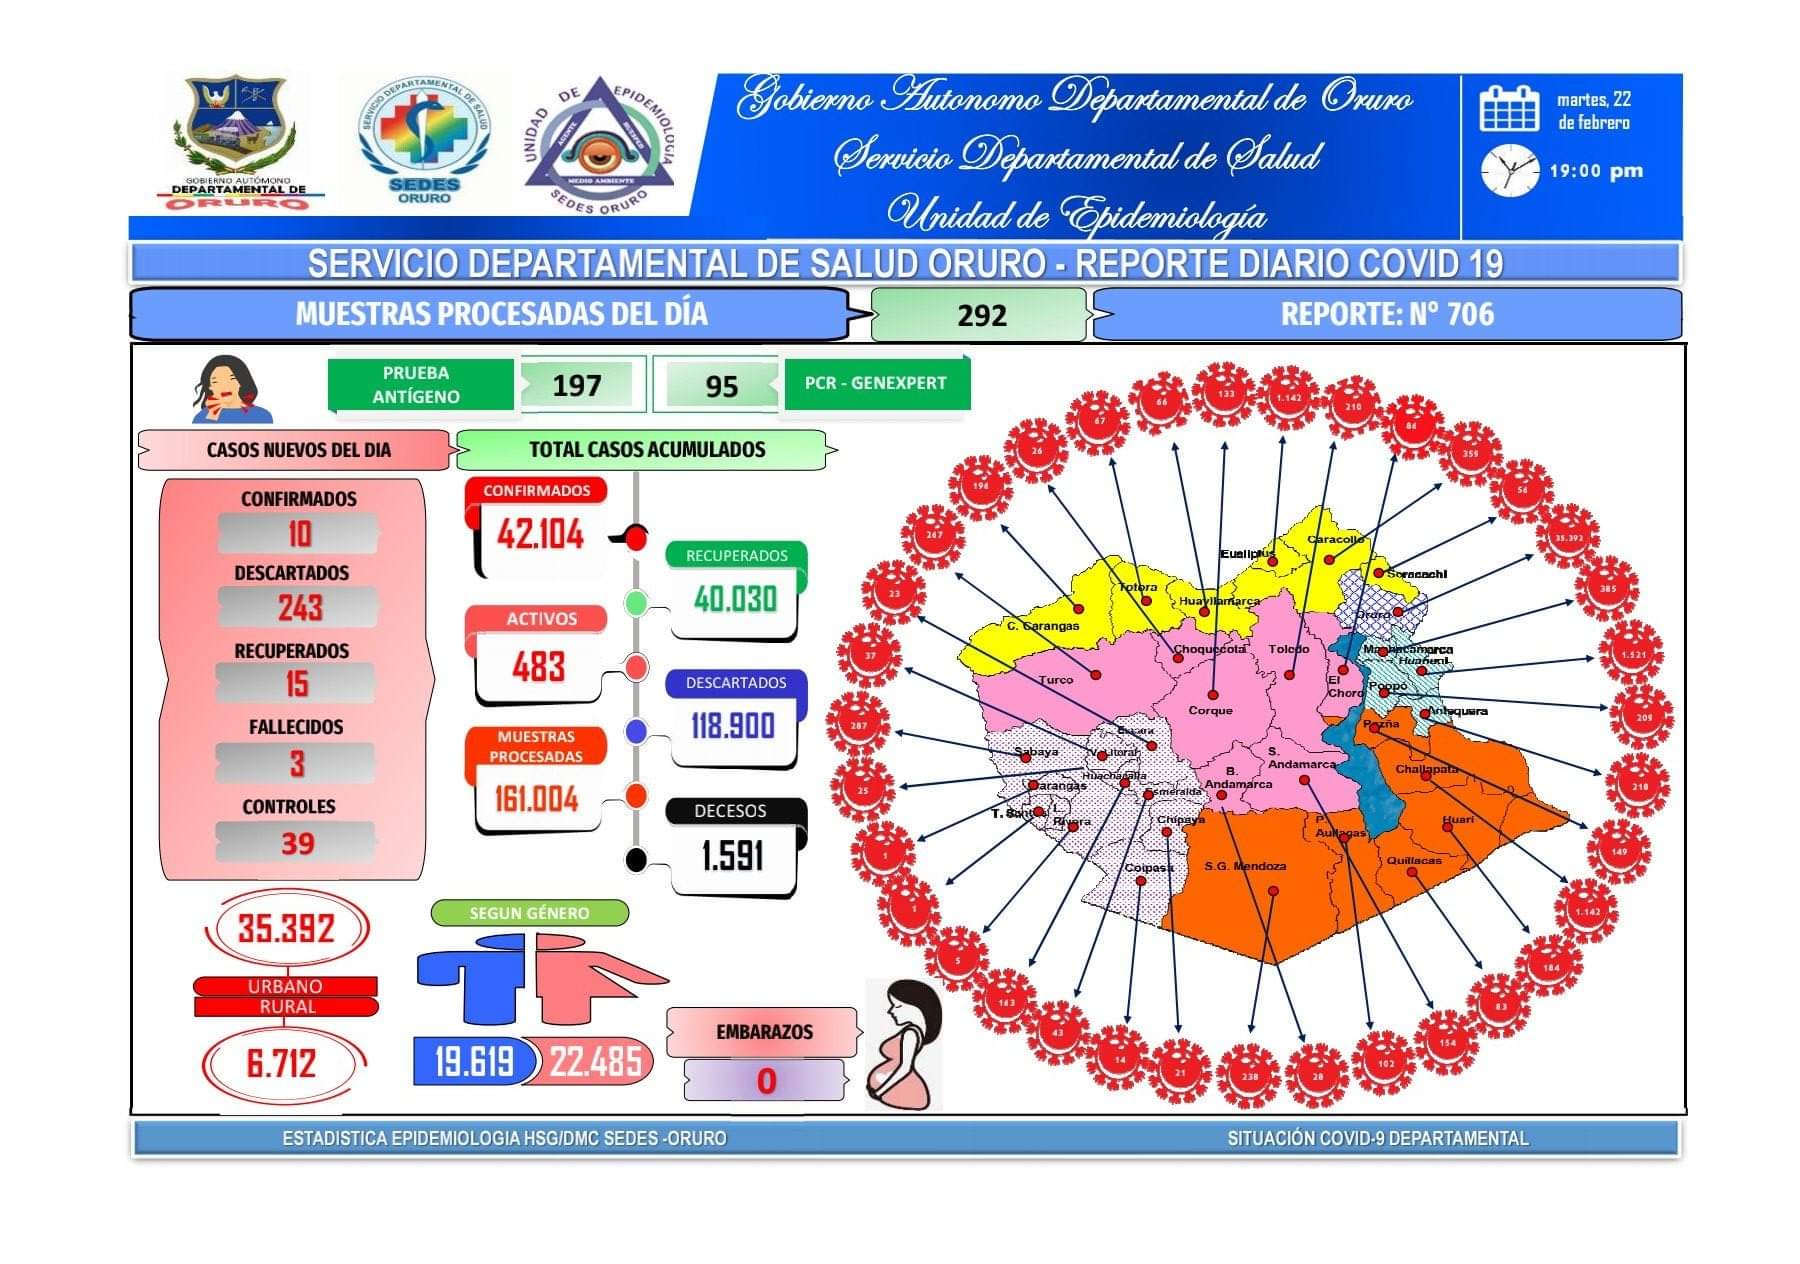 GOBIERNO AUTÓNOMO
DEPARTAMENTAL DE
ORURO
SERVICIO DEPARTAMENTAL DE SALUD
SEDES
ORURO
UNIDAD DE EPIDEMIOLOGIA
AGENTE
HUESPED
MEDIO AMBIENTE
SEDES ORURO
Gobierno Autonomo Departamental de Oruro
Servicio Departamental de Salud
Unidad de Epidemiología
martes, 22
de febrero
19:00 pm
SERVICIO DEPARTAMENTAL DE SALUD ORURO - REPORTE DIARIO COVID 19
MUESTRAS PROCESADAS DEL DÍA
292
REPORTE: N° 706
PRUEBA
ANTÍGENO
197
95
PCR - GENEXPERT
CASOS NUEVOS DEL DIA
CONFIRMADOS
10
DESCARTADOS
243
RECUPERADOS
15
FALLECIDOS
3
CONTROLES
39
TOTAL CASOS ACUMULADOS
CONFIRMADOS
42.104
RECUPERADOS
40.030
ACTIVOS
483
DESCARTADOS
118.900
MUESTRAS
PROCESADAS
161.004
DECESOS
1.591
35.392
URBANO
RURAL
6.712
SEGUN GÉNERO
19.619
22.485
EMBARAZOS
0
133
1.142
210
86
359
54
35.392
385
1.521
209
218
149
1.142
184
83
154
102
28
238
21
14
43
163
5
1
1
25
287
37
23
247
194
26
67
66
Caracollo
Eucaliptus
Soracachi
Totora
Huayllamarca
Oruro
C. Carangas
Choquecota
Toledo
Machacamarca
Huanuni
Turco
El
Choro
Poopó
Corque
Antequera
Pazña
Escara
Sabaya
V. Litoral
S.
Andamarca
Challapata
Huachacalla
B.
Andamarca
Carangas
Esmeralda
Rivera
Chipaya
P.
Aullagas
Huari
Coipasa
S.G. Mendoza
Quillacas
ESTADISTICA EPIDEMIOLOGIA HSG/DMC SEDES -ORURO
SITUACIÓN COVID-9 DEPARTAMENTAL